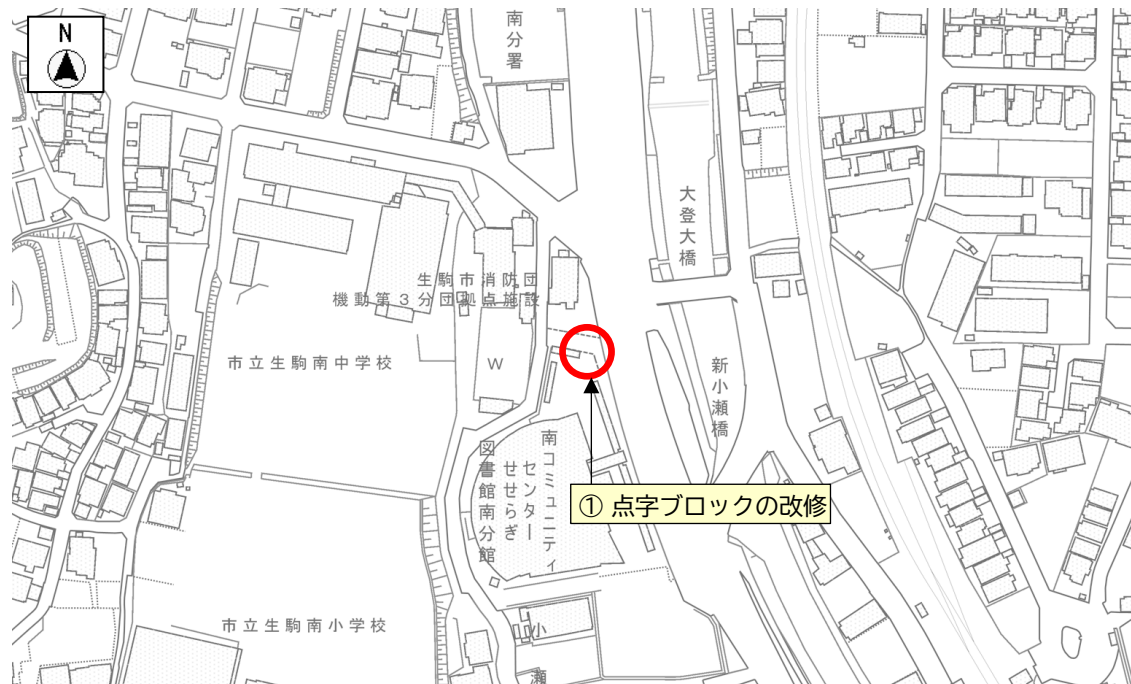 N
南分署
大登大橋
生駒市消防団
機動第3分団拠点施設
市立生駒南中学校
W
新小瀬橋
南コミュニティ
センター
せせらぎ
図書館南分館
① 点字ブロックの改修
市立生駒南小学校
小
瀬